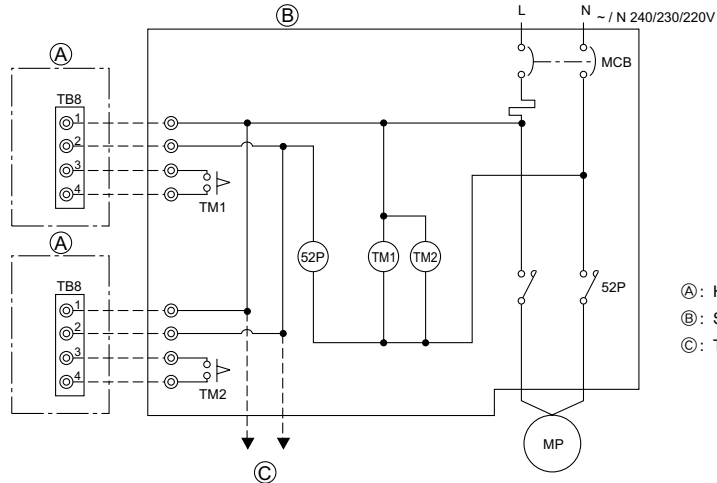 Ⓑ
L N ~ / N 240/230/220V
MCB
Ⓐ
TB8
1
2
3
4
TM1
Ⓐ
TB8
1
2
3
4
TM2
52P
TM1
TM2
52P
MP
Ⓒ
Ⓐ:
Ⓑ:
Ⓒ: